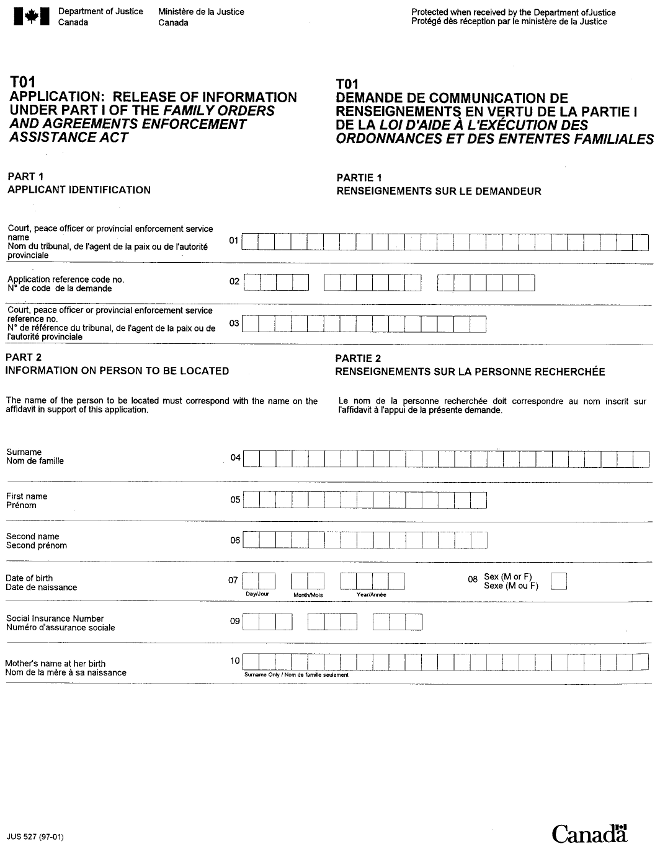 Department of Justice
Canada
Ministère de la Justice
Canada
Protected when received by the Department of Justice
Protégé dès réception par le ministère de la Justice
T01
APPLICATION: RELEASE OF INFORMATION
UNDER PART I OF THE FAMILY ORDERS
AND AGREEMENTS ENFORCEMENT
ASSISTANCE ACT
T01
DEMANDE DE COMMUNICATION DE
RENSEIGNEMENTS EN VERTU DE LA PARTIE I
DE LA LOI D'AIDE À L'EXÉCUTION DES
ORDONNANCES ET DES ENTENTES FAMILIALES
PART 1
APPLICANT IDENTIFICATION
PARTIE 1
RENSEIGNEMENTS SUR LE DEMANDEUR
Court, peace officer or provincial enforcement service
name
Nom du tribunal, de l'agent de la paix ou de l'autorité
provinciale
01
Application reference code no.
N° de code de la demande
02
Court, peace officer or provincial enforcement service
reference no.
N° de référence du tribunal, de l'agent de la paix ou de
l'autorité provinciale
03
PART 2
INFORMATION ON PERSON TO BE LOCATED
PARTIE 2
RENSEIGNEMENTS SUR LA PERSONNE RECHERCHÉE
The name of the person to be located must correspond with the name on the
affidavit in support of this application.
Le nom de la personne recherchée doit correspondre au nom inscrit sur
l'affidavit à l'appui de la présente demande.
Surname
Nom de famille
04
First name
Prénom
05
Second name
Second prénom
06
Date of birth
Date de naissance
07
Day/Jour
Month/Mois
Year/Année
08
Sex (M or F)
Sexe (M ou F)
Social Insurance Number
Numéro d'assurance sociale
09
Mother's name at her birth
Nom de la mère à sa naissance
10
Surname Only / Nom de famille seulement
JUS 527 (97-01)
Canada